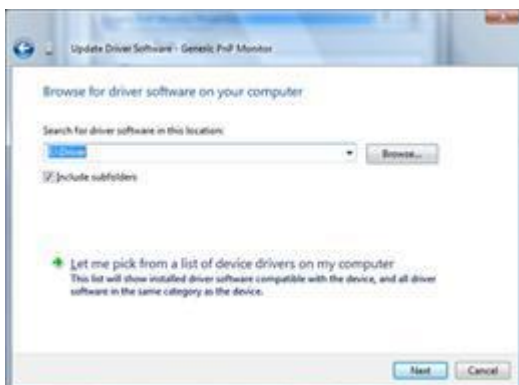 Update Driver Software - Generic PnP Monitor
Browse for driver software on your computer
Search for driver software in this location:
Browse...
Include subfolders
Let me pick from a list of device drivers on my computer
This list will show installed driver software compatible with the device, and all driver
software in the same category as the device.
Next Cancel